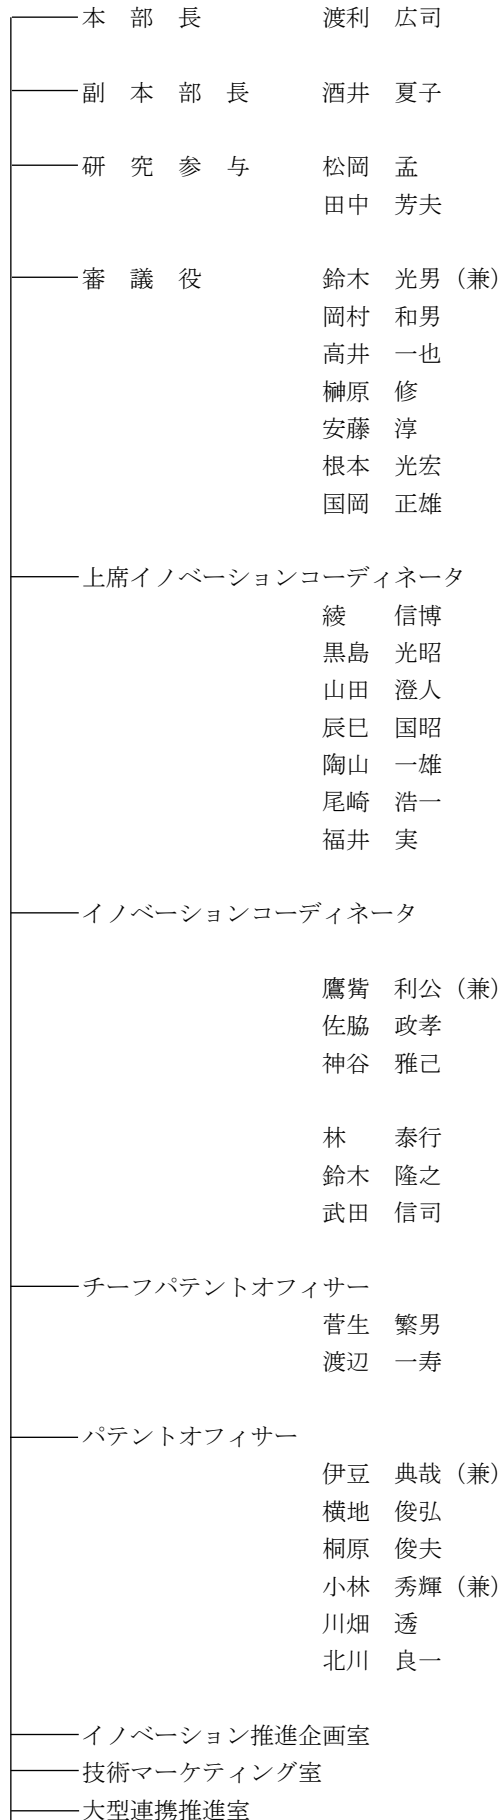 本　部　長　　　渡利　広司
副　本　部　長　　　酒井　夏子
研　究　参　与　　　松岡　孟
田中　芳夫
審　議　役　　　鈴木　光男（兼）
岡村　和男
高井　一也
榊原　修
安藤　淳
根本　光宏
国岡　正雄
上席イノベーションコーディネータ
綾　　信博
黒島　光昭
山田　澄人
辰巳　国昭
陶山　一雄
尾崎　浩一
福井　実
イノベーションコーディネータ
鷹觜　利公（兼）
佐脇　政孝
神谷　雅己
林　　泰行
鈴木　隆之
武田　信司
チーフパテントオフィサー
菅生　繁男
渡辺　一寿
パテントオフィサー
伊豆　典哉（兼）
横地　俊弘
桐原　俊夫
小林　秀輝（兼）
川畑　透
北川　良一
イノベーション推進企画室
技術マーケティング室
大型連携推進室